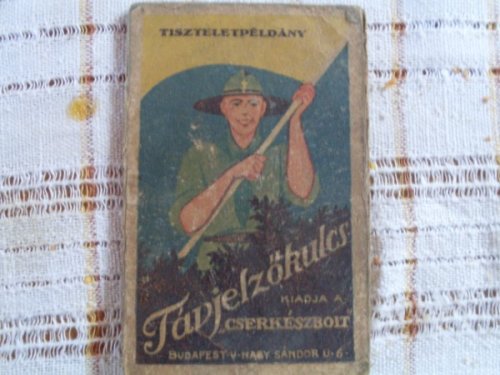 TISZTELETPÉLDÁNY
Távjelzőkulcs
KIADJA A
CSERKÉSZBOLT
BUDAPEST-V-NAGY SÁNDOR U-6